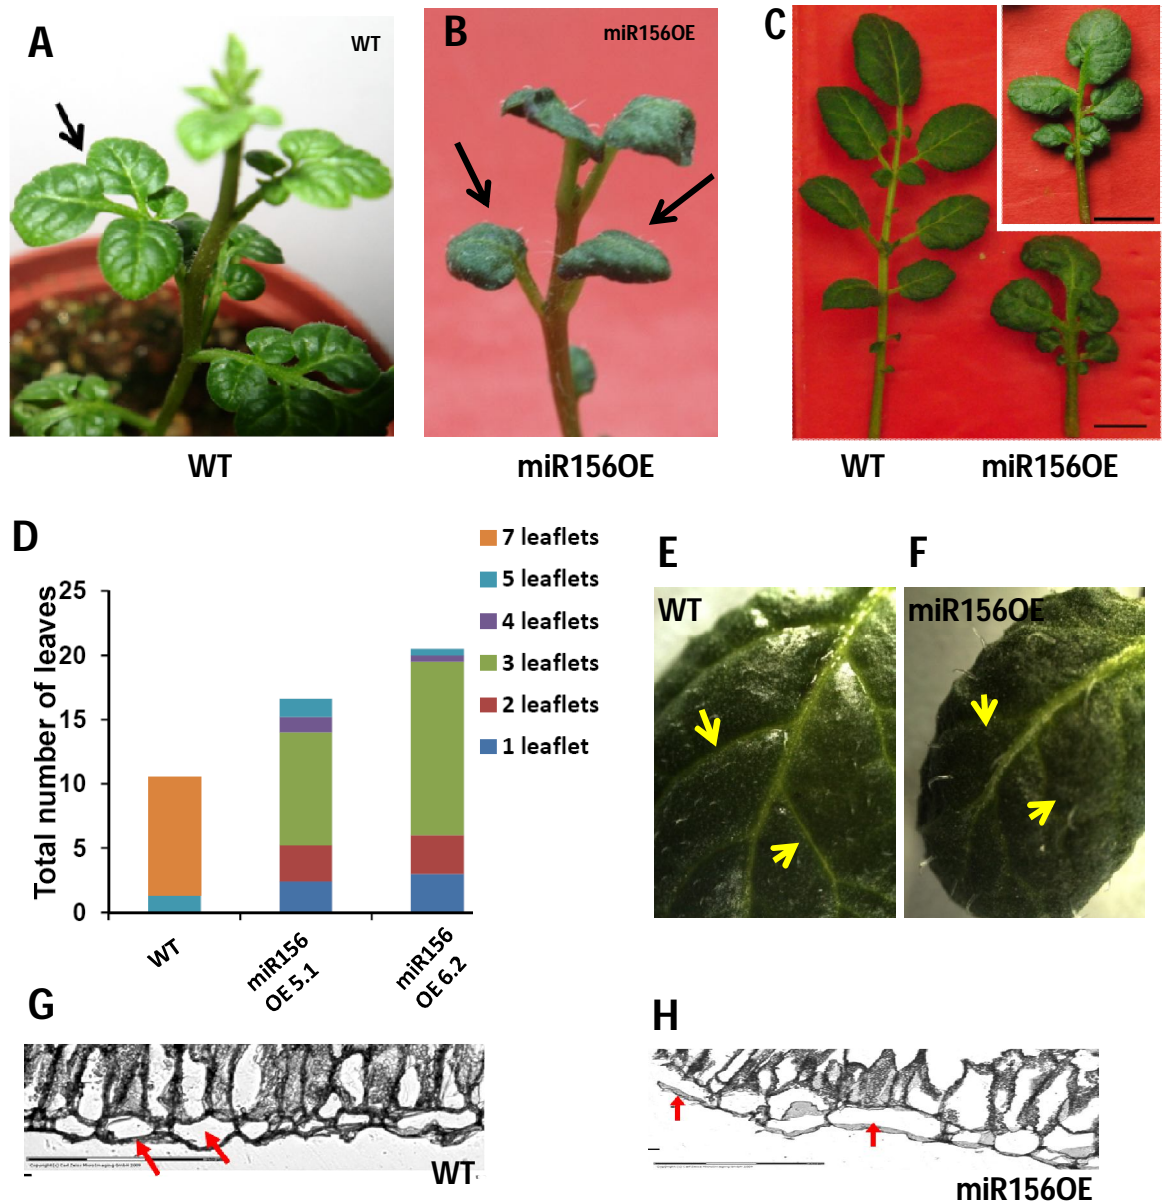 A
WT
B
miR156OE
C
WT
miR156OE
WT
miR156OE
D
7 leaflets
5 leaflets
4 leaflets
3 leaflets
2 leaflets
1 leaflet
Total number of leaves
25
20
15
10
5
0
WT
miR156
OE 5.1
miR156
OE 6.2
E
WT
F
miR156OE
G
WT
H
miR156OE